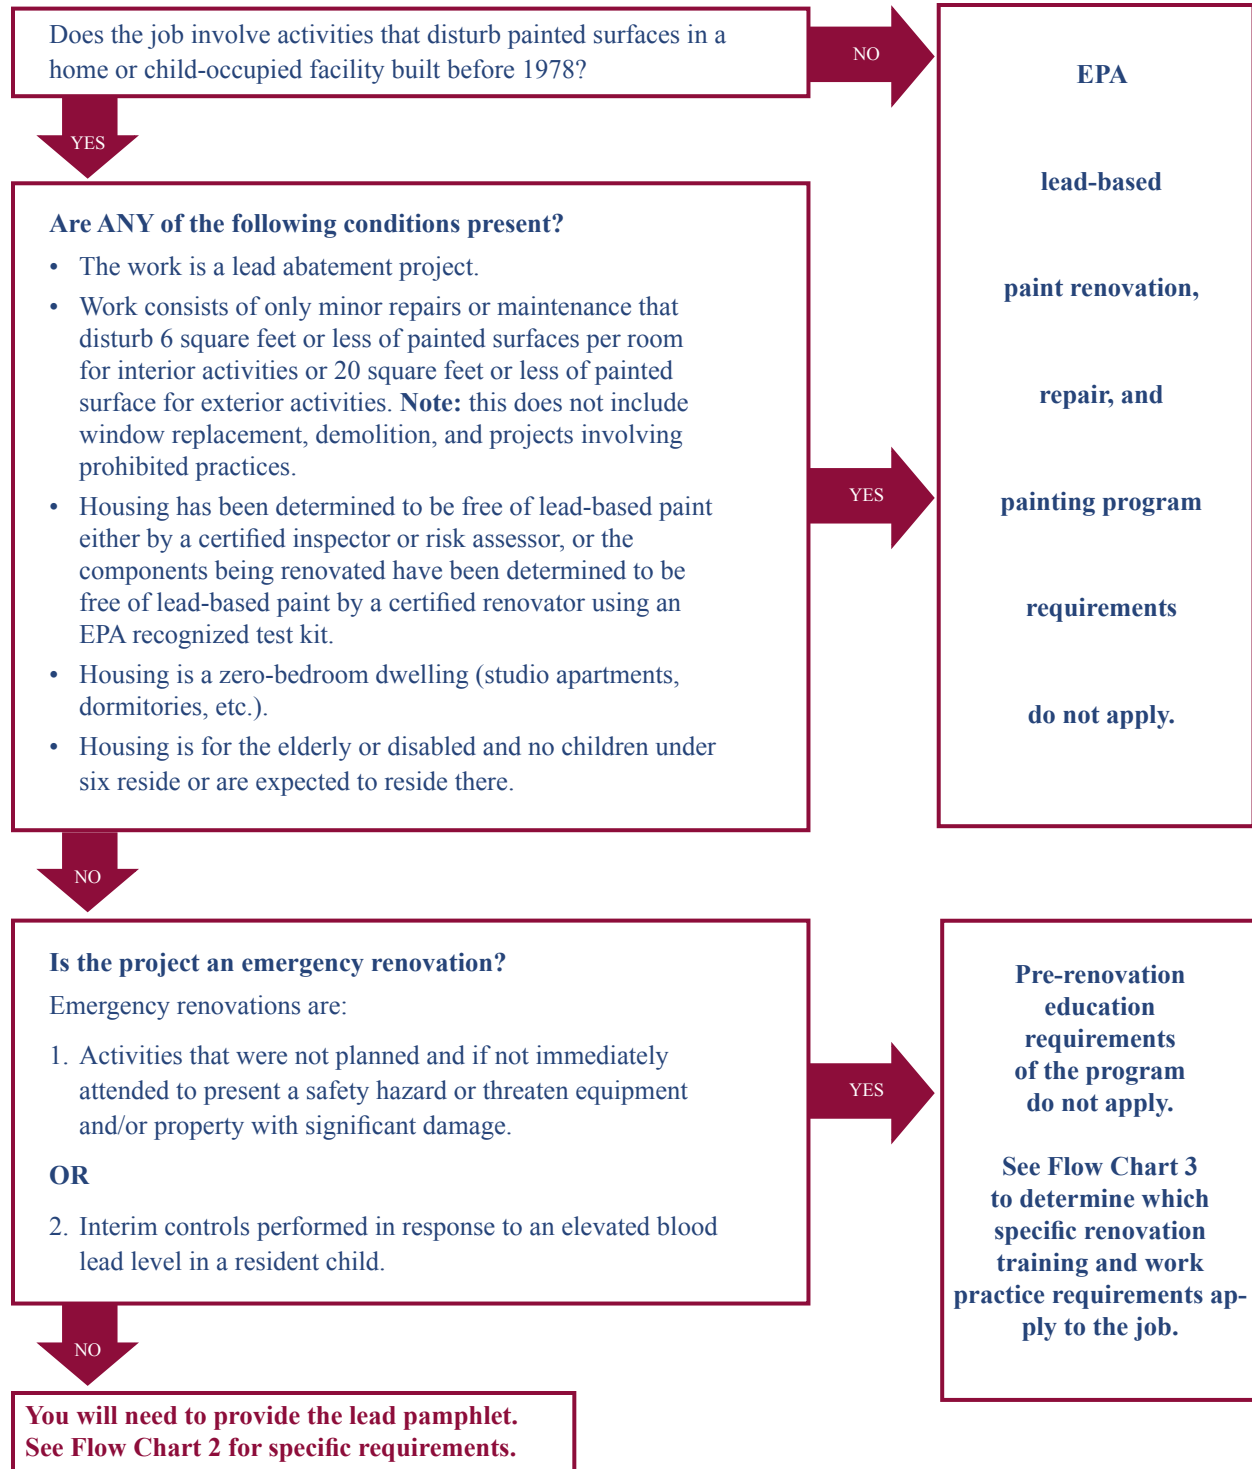 Does the job involve activities that disturb painted surfaces in a
home or child-occupied facility built before 1978?
NO
YES
EPA
lead-based
paint renovation,
repair, and
painting program
requirements
do not apply.
Are ANY of the following conditions present?
• The work is a lead abatement project.
• Work consists of only minor repairs or maintenance that
disturb 6 square feet or less of painted surfaces per room
for interior activities or 20 square feet or less of painted
surface for exterior activities. Note: this does not include
window replacement, demolition, and projects involving
prohibited practices.
• Housing has been determined to be free of lead-based paint
either by a certified inspector or risk assessor, or the
components being renovated have been determined to be
free of lead-based paint by a certified renovator using an
EPA recognized test kit.
• Housing is a zero-bedroom dwelling (studio apartments,
dormitories, etc.).
• Housing is for the elderly or disabled and no children under
six reside or are expected to reside there.
YES
NO
Is the project an emergency renovation?
Emergency renovations are:
1. Activities that were not planned and if not immediately
attended to present a safety hazard or threaten equipment
and/or property with significant damage.
OR
2. Interim controls performed in response to an elevated blood
lead level in a resident child.
YES
Pre-renovation
education
requirements
of the program
do not apply.
See Flow Chart 3
to determine which
specific renovation
training and work
practice requirements ap-
ply to the job.
NO
You will need to provide the lead pamphlet.
See Flow Chart 2 for specific requirements.